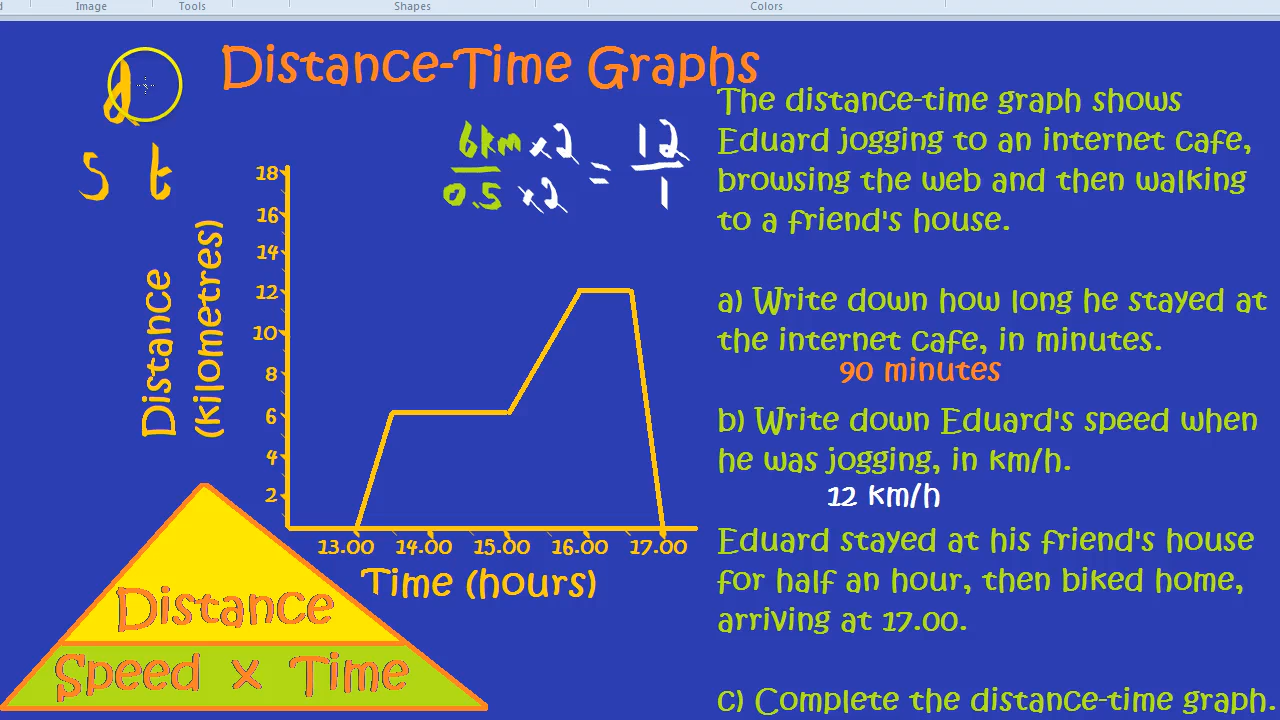 Image
Tools
Shapes
Colors
Distance-Time Graphs
d
s t
6km x2 = 12
0.5 x2 1
Distance
(kilometres)
18
16
14
12
10
8
6
4
2
13.00 14.00 15.00 16.00 17.00
Time (hours)
Distance
Speed x Time
The distance-time graph shows
Eduard jogging to an internet cafe,
browsing the web and then walking
to a friend's house.
a) Write down how long he stayed at
the internet cafe, in minutes.
90 minutes
b) Write down Eduard's speed when
he was jogging, in km/h.
12 km/h
Eduard stayed at his friend's house
for half an hour, then biked home,
arriving at 17.00.
c) Complete the distance-time graph.